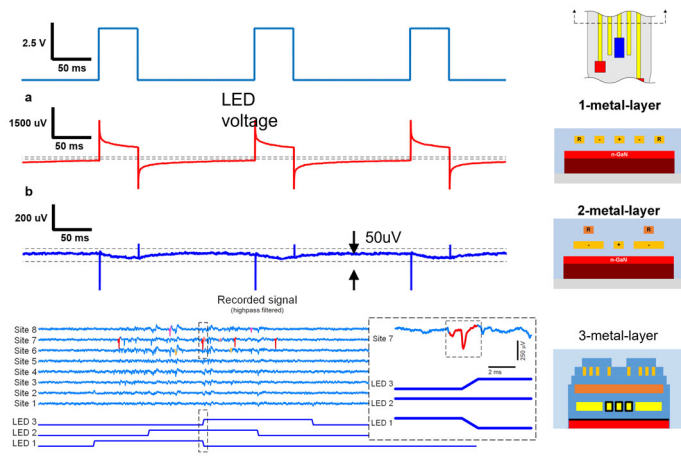 2.5 V
50 ms
a
LED
voltage
1500 uV
50 ms
b
200 uV
50 ms
50uV
Recorded signal
(highpass filtered)
Site 8
Site 7
Site 6
Site 5
Site 4
Site 3
Site 2
Site 1
LED 3
LED 2
LED 1
Site 7
250 µV
2 ms
LED 3
LED 2
LED 1
1-metal-layer
R - + - R
n-GaN
2-metal-layer
R R
- + -
n-GaN
3-metal-layer